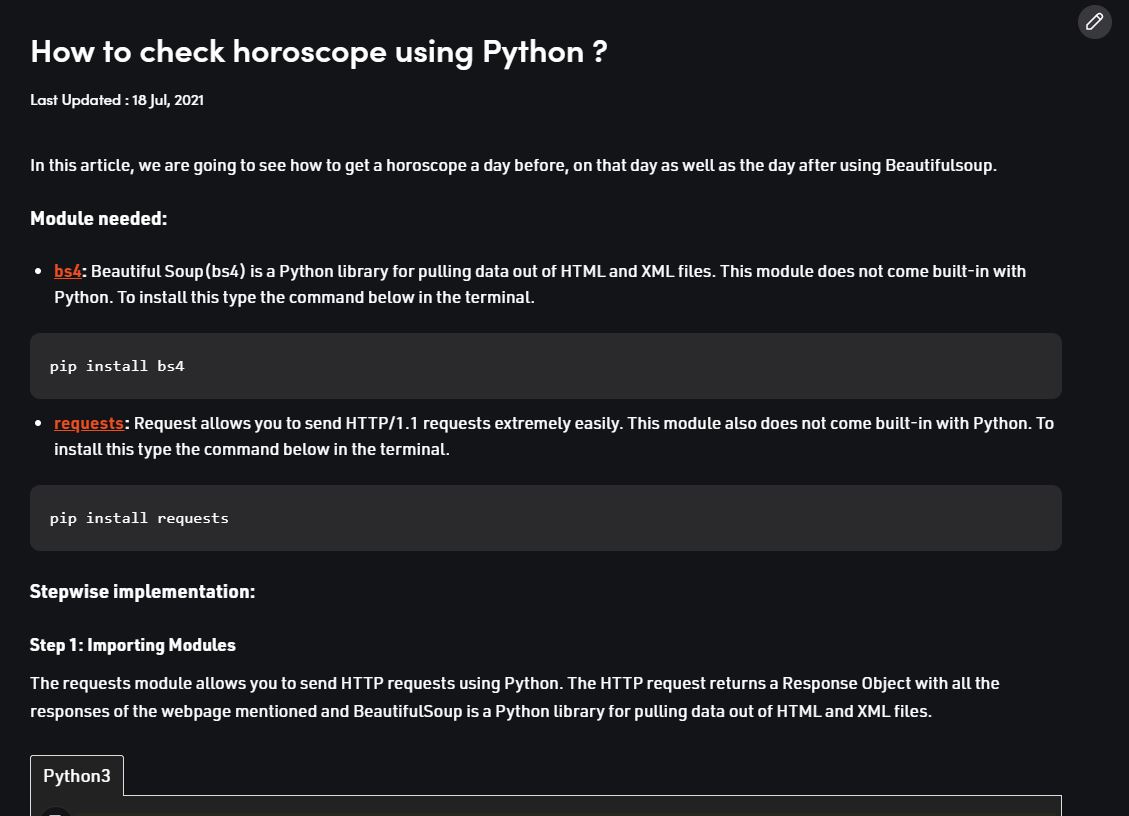 How to check horoscope using Python ?
Last Updated : 18 Jul, 2021
In this article, we are going to see how to get a horoscope a day before, on that day as well as the day after using Beautifulsoup.
Module needed:
bs4: Beautiful Soup(bs4) is a Python library for pulling data out of HTML and XML files. This module does not come built-in with
Python. To install this type the command below in the terminal.
pip install bs4
requests: Request allows you to send HTTP/1.1 requests extremely easily. This module also does not come built-in with Python. To
install this type the command below in the terminal.
pip install requests
Stepwise implementation:
Step 1: Importing Modules
The requests module allows you to send HTTP requests using Python. The HTTP request returns a Response Object with all the
responses of the webpage mentioned and BeautifulSoup is a Python library for pulling data out of HTML and XML files.
Python3